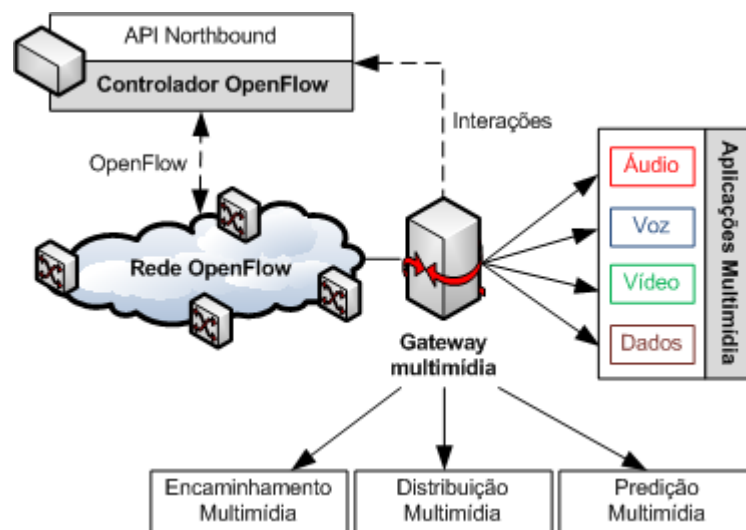 API Northbound
Controlador OpenFlow
Interações
OpenFlow
Aplicações Multimídia
Áudio
Voz
Vídeo
Dados
Rede OpenFlow
Gateway
multimídia
Encaminhamento
Multimídia
Distribuição
Multimídia
Predição
Multimídia